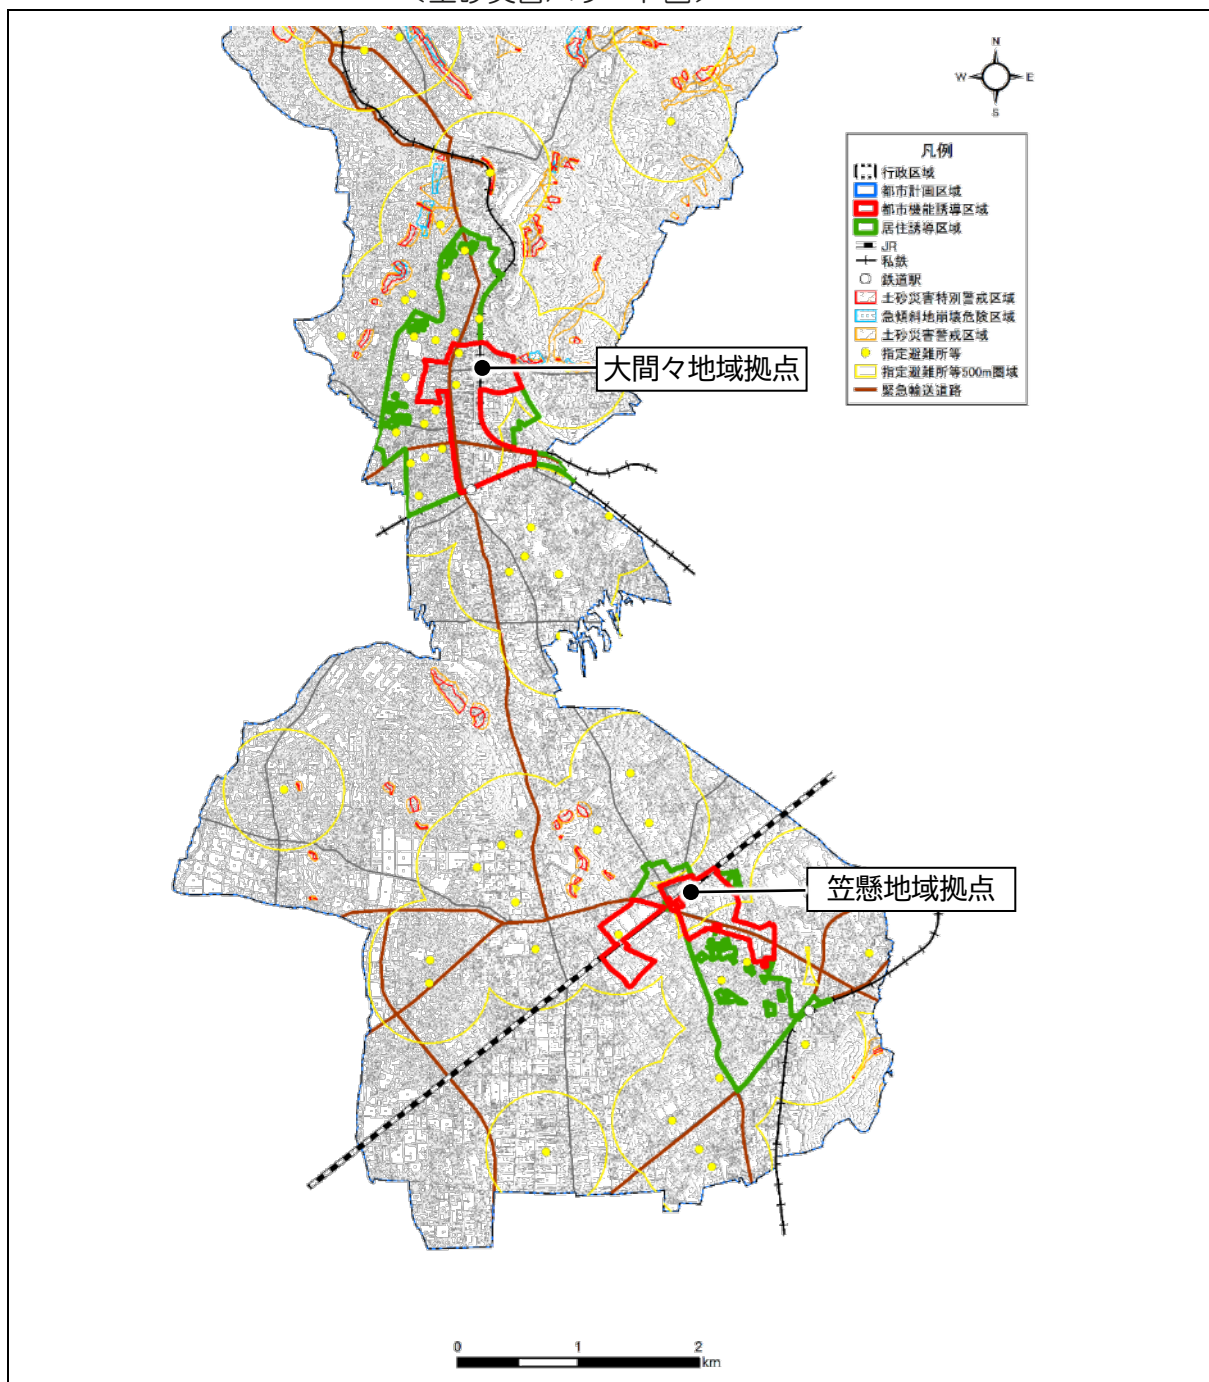 N
W E
S
凡例
行政区域
都市計画区域
都市機能誘導区域
居住誘導区域
JR
私鉄
鉄道駅
土砂災害特別警戒区域
急傾斜地崩壊危険区域
土砂災害警戒区域
指定避難所等
指定避難所等500m圏域
緊急輸送道路
大間々地域拠点
笠懸地域拠点
0 1 2
km